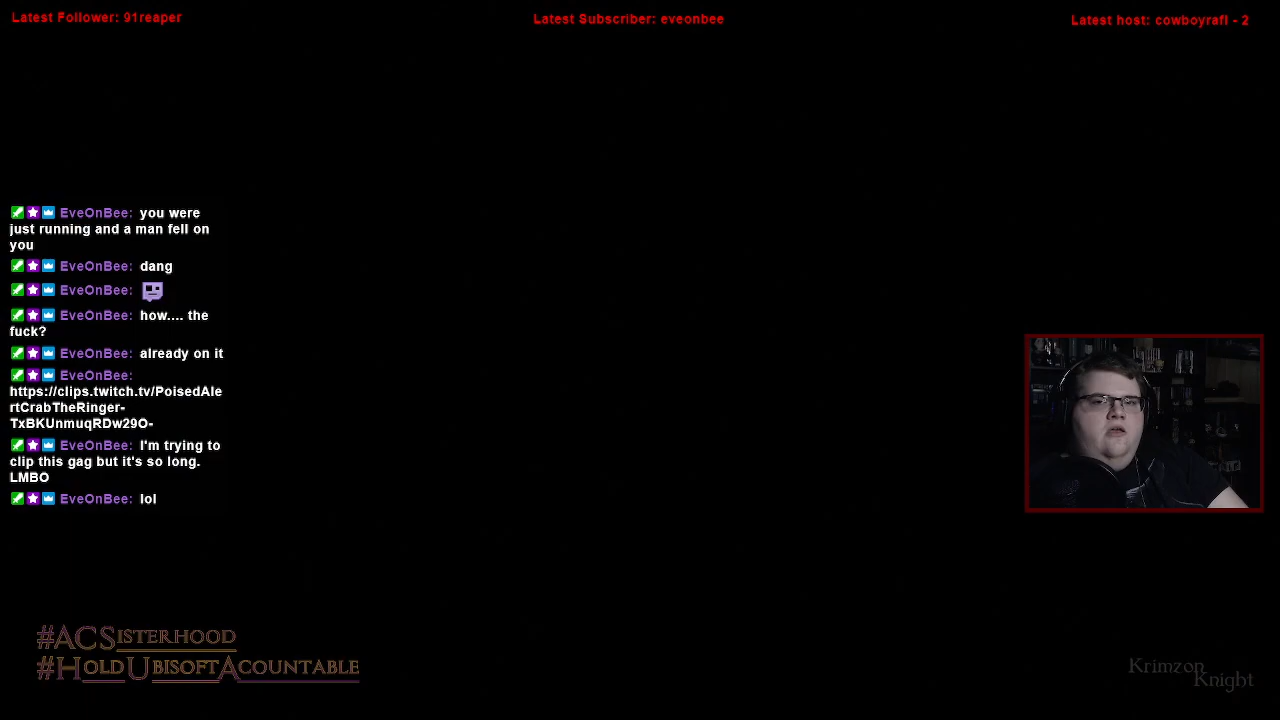 Latest Follower: 91reaper
Latest Subscriber: eveonbee
Latest host: cowboyrafl - 2
EveOnBee: you were
just running and a man fell on
you
EveOnBee: dang
EveOnBee:
EveOnBee: how.... the
fuck?
EveOnBee: already on it
EveOnBee:
https://clips.twitch.tv/PoisedAle
rtCrabTheRinger-
TxBKUnmuqRDw29O-
EveOnBee: I'm trying to
clip this gag but it's so long.
LMBO
EveOnBee: lol
#ACSisterhood
#HoldUbisoftAcountable
Krimzon
Knight